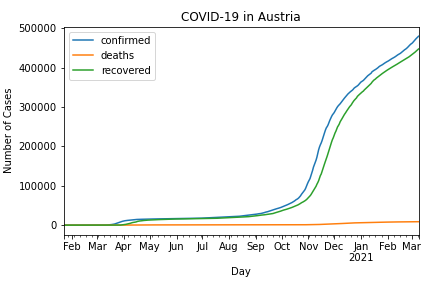 COVID-19 in Austria
500000
400000
300000
200000
100000
0
Number of Cases
confirmed
deaths
recovered
Feb Mar Apr May Jun Jul Aug Sep Oct Nov Dec Jan Feb Mar
2021
Day